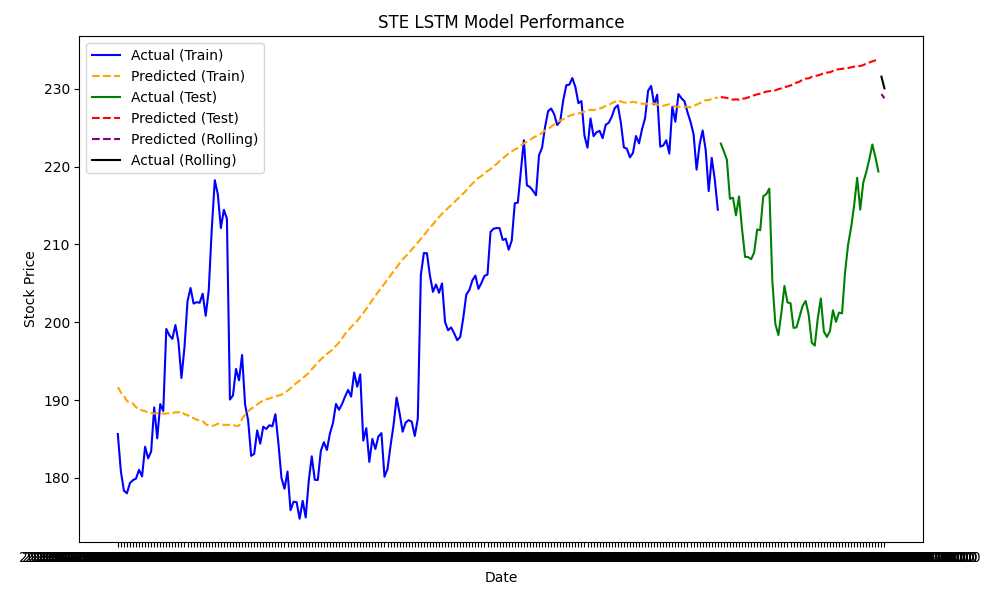 STE LSTM Model Performance
Actual (Train)
Predicted (Train)
Actual (Test)
Predicted (Test)
Predicted (Rolling)
Actual (Rolling)
230
220
210
200
190
180
Stock Price
Date